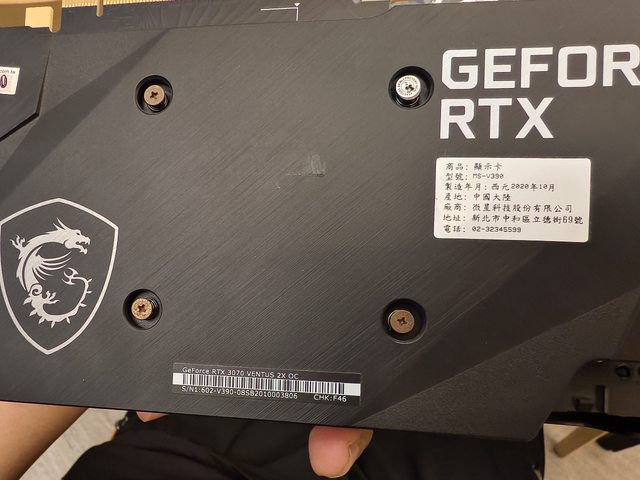 GEFOR
RTX
商品: 顯示卡
型號: MS-V390
製造年月: 西元2020年10月
產地: 中國大陸
廠商: 微星科技股份有限公司
地址: 新北市中和區立德街69號
電話: 02-32345599
GeForce RTX 3070 VENTUS 2X OC
S/N1:602-V390-08SB2010003806 CHK:F46